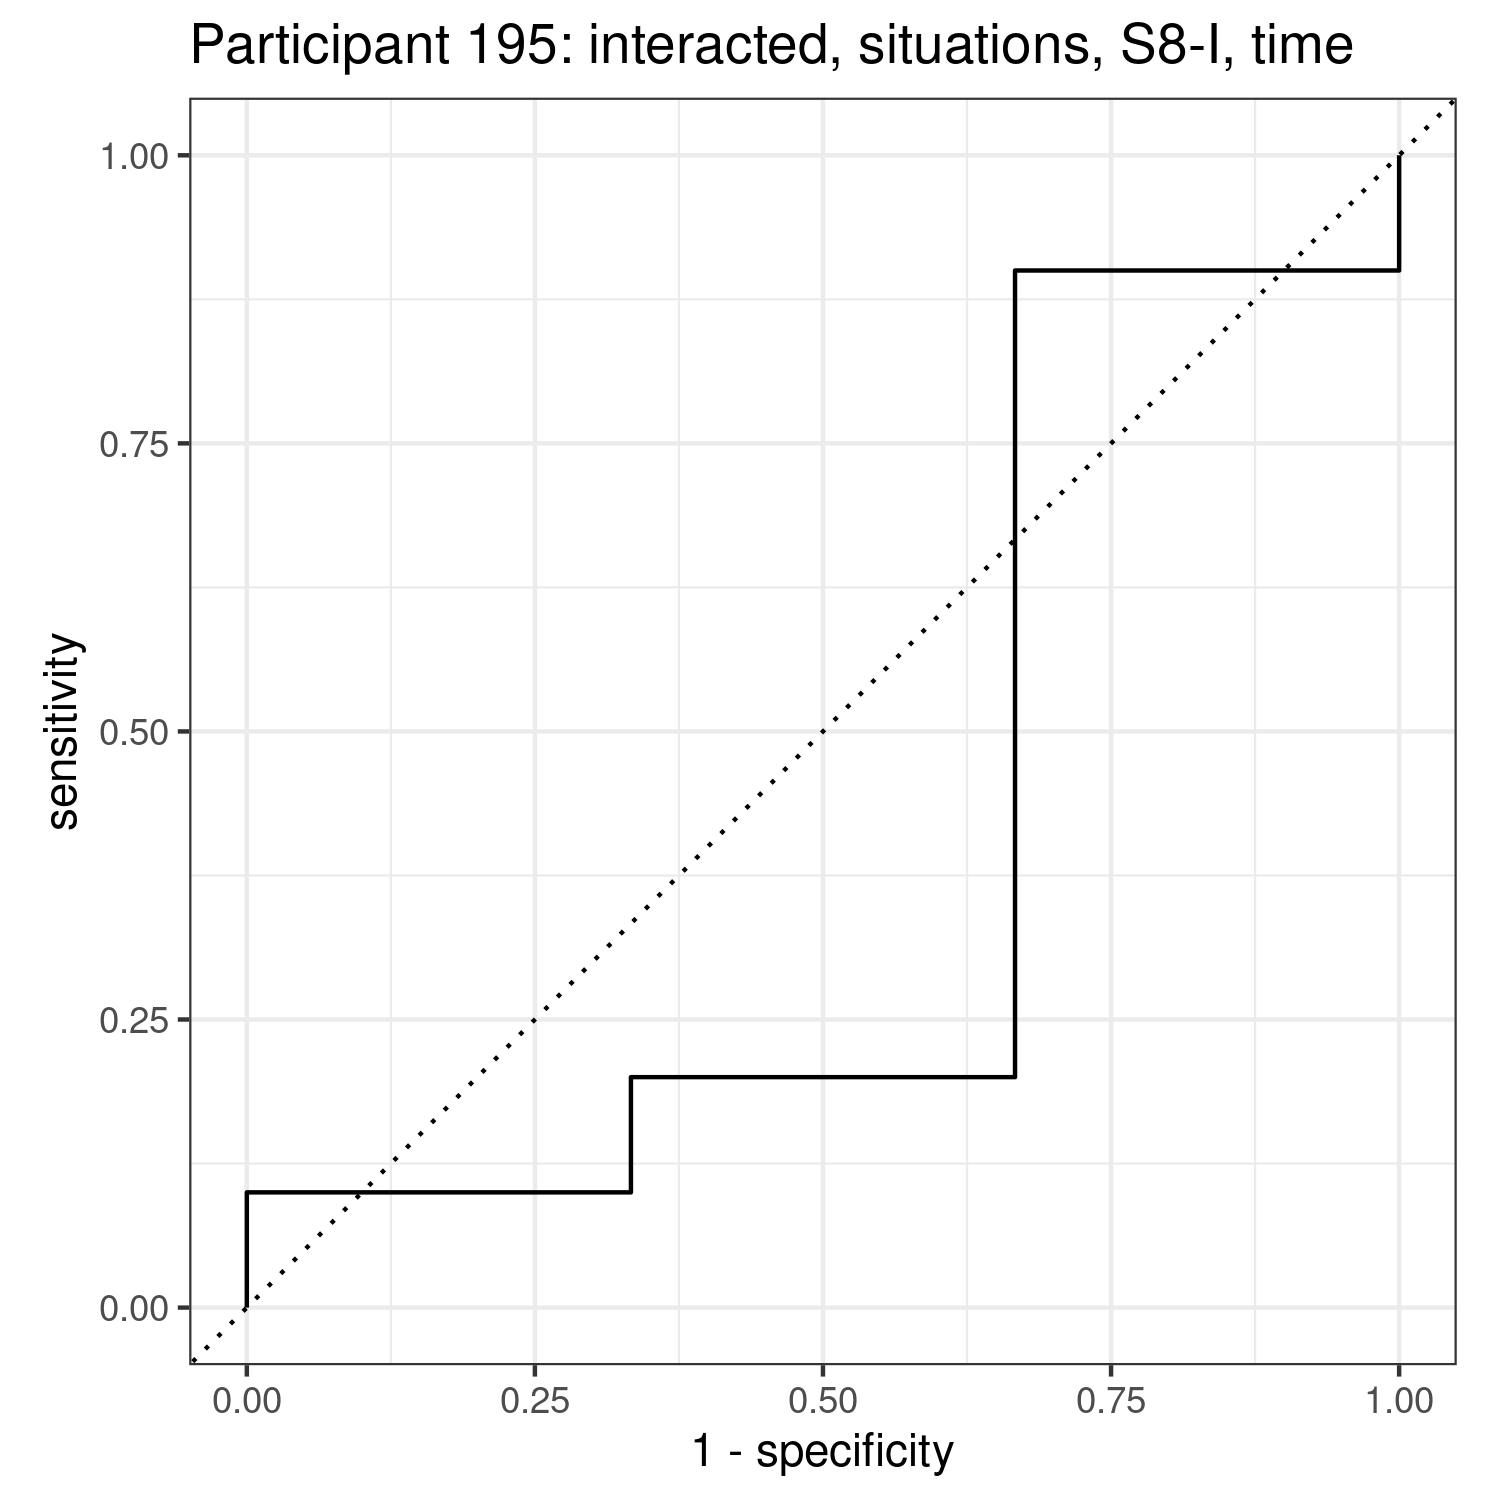 Participant 195: interacted, situations, S8-I, time
1.00
0.75
0.50
0.25
0.00
sensitivity
0.00 0.25 0.50 0.75 1.00
1 - specificity